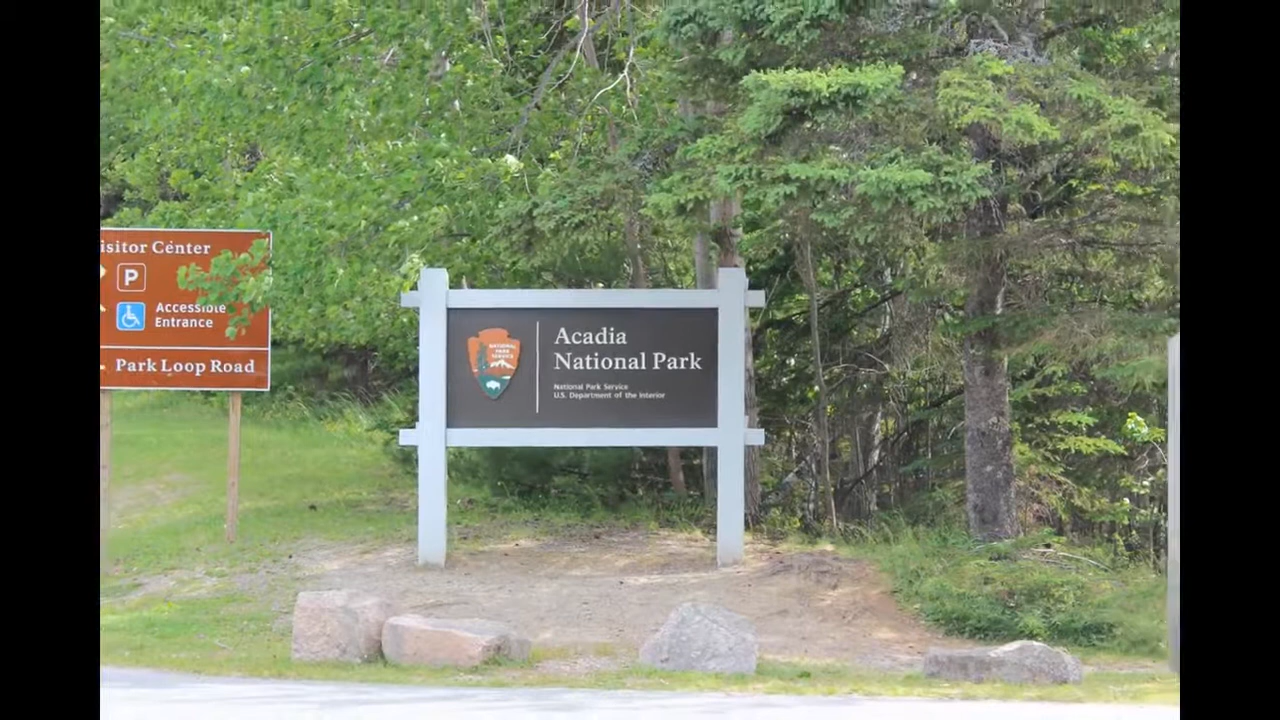 isitor Center
P
Accessible
Entrance
Park Loop Road
NATIONAL
PARK
SERVICE
Acadia
National Park
National Park Service
U.S. Department of the Interior